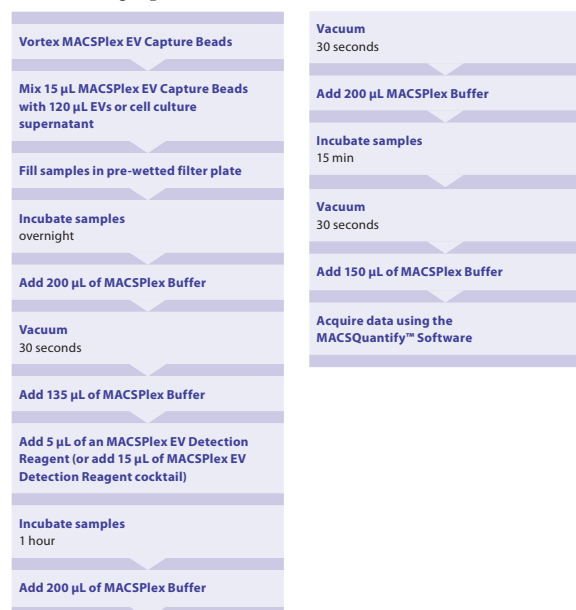 Vortex MACSPlex EV Capture Beads
Mix 15 µL MACSPlex EV Capture Beads
with 120 µL EVs or cell culture
supernatant
Fill samples in pre-wetted filter plate
Incubate samples
overnight
Add 200 µL of MACSPlex Buffer
Vacuum
30 seconds
Add 135 µL of MACSPlex Buffer
Add 5 µL of an MACSPlex EV Detection
Reagent (or add 15 µL of MACSPlex EV
Detection Reagent cocktail)
Incubate samples
1 hour
Add 200 µL of MACSPlex Buffer
Vacuum
30 seconds
Add 200 µL MACSPlex Buffer
Incubate samples
15 min
Vacuum
30 seconds
Add 150 µL of MACSPlex Buffer
Acquire data using the
MACSQuantify™ Software